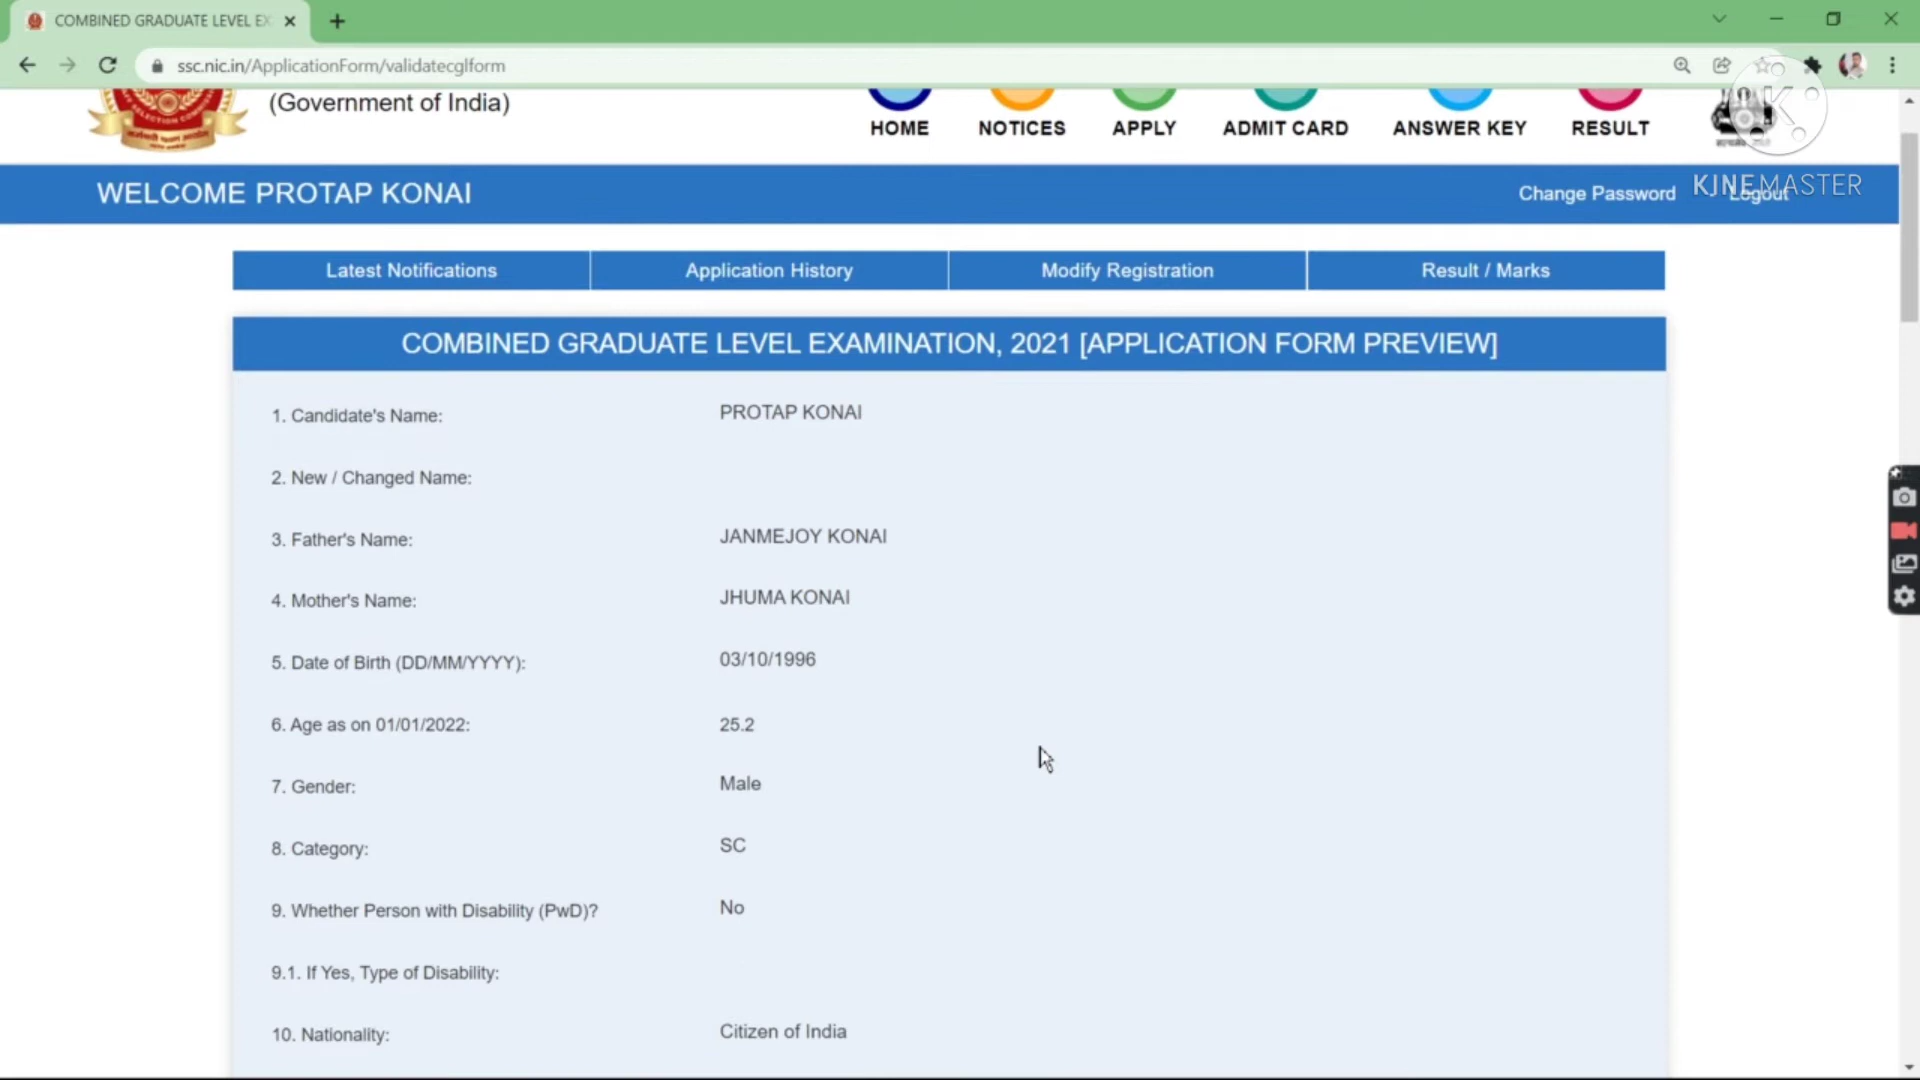 COMBINED GRADUATE LEVEL EX
ssc.nic.in/ApplicationForm/validatecglform
(Government of India)
HOME
NOTICES
APPLY
ADMIT CARD
ANSWER KEY
RESULT
WELCOME PROTAP KONAI
Change Password
Logout
KINEMASTER
Latest Notifications
Application History
Modify Registration
Result / Marks
COMBINED GRADUATE LEVEL EXAMINATION, 2021 [APPLICATION FORM PREVIEW]
1. Candidate's Name: PROTAP KONAI
2. New / Changed Name:
3. Father's Name: JANMEJOY KONAI
4. Mother's Name: JHUMA KONAI
5. Date of Birth (DD/MM/YYYY): 03/10/1996
6. Age as on 01/01/2022: 25.2
7. Gender: Male
8. Category: SC
9. Whether Person with Disability (PwD)? No
9.1. If Yes, Type of Disability:
10. Nationality: Citizen of India